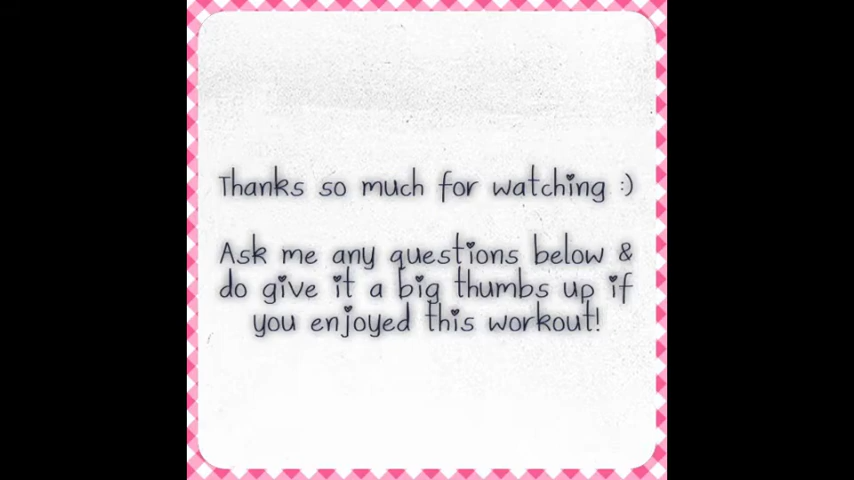 Thanks so much for watching :)
Ask me any questions below &
do give it a big thumbs up if
you enjoyed this workout!